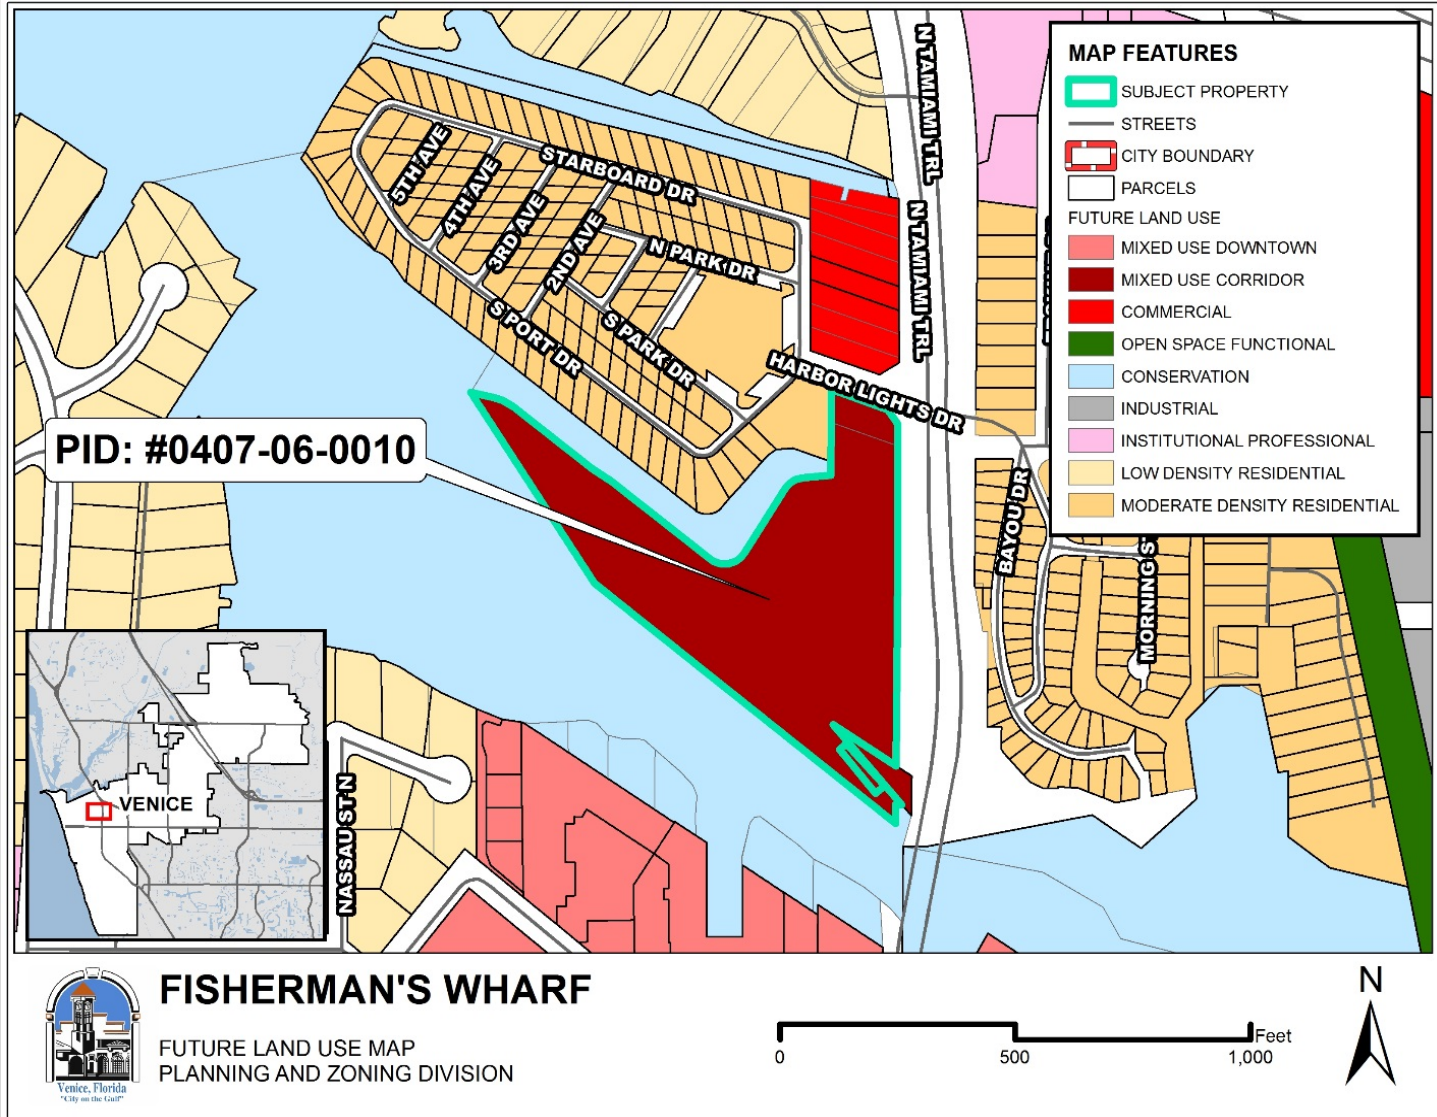 N TAMIAMI TRL
N TAMIAMI TRL
5TH AVE
4TH AVE
3RD AVE
2ND AVE
STARBOARD DR
N PARK DR
S PORT DR
S PARK DR
HARBOR LIGHTS DR
BAYOU DR
NASSAU ST N
PID: #0407-06-0010
VENICE
MAP FEATURES
SUBJECT PROPERTY
STREETS
CITY BOUNDARY
PARCELS
FUTURE LAND USE
MIXED USE DOWNTOWN
MIXED USE CORRIDOR
COMMERCIAL
OPEN SPACE FUNCTIONAL
CONSERVATION
INDUSTRIAL
INSTITUTIONAL PROFESSIONAL
LOW DENSITY RESIDENTIAL
MODERATE DENSITY RESIDENTIAL
MORNING
FISHERMAN'S WHARF
FUTURE LAND USE MAP
PLANNING AND ZONING DIVISION
Venice, Florida
"City on the Gulf"
0 500 1,000 Feet
N